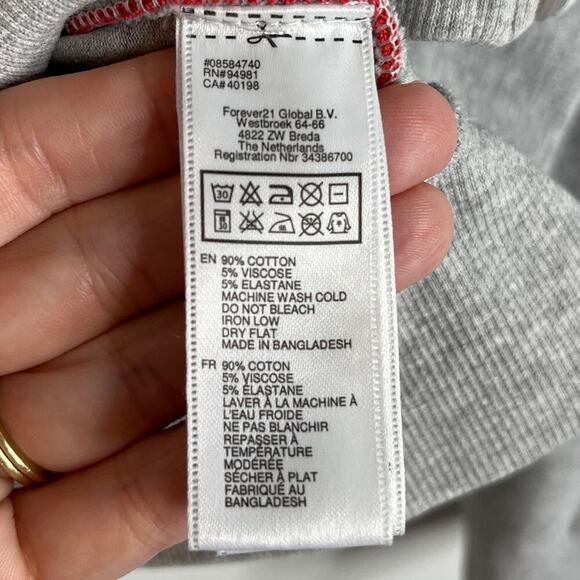 #08584740
RN#94981
CA#40198
Forever21 Global B.V.
Westbroek 64-66
4822 ZW Breda
The Netherlands
Registration Nbr 34386700
30
30
EN 90% COTTON
5% VISCOSE
5% ELASTANE
MACHINE WASH COLD
DO NOT BLEACH
IRON LOW
DRY FLAT
MADE IN BANGLADESH
FR 90% COTON
5% VISCOSE
5% ÉLASTANE
LAVER À LA MACHINE À
L'EAU FROIDE
NE PAS BLANCHIR
REPASSER À
TEMPÉRATURE
MODÉRÉE
SÉCHER À PLAT
FABRIQUÉ AU
BANGLADESH